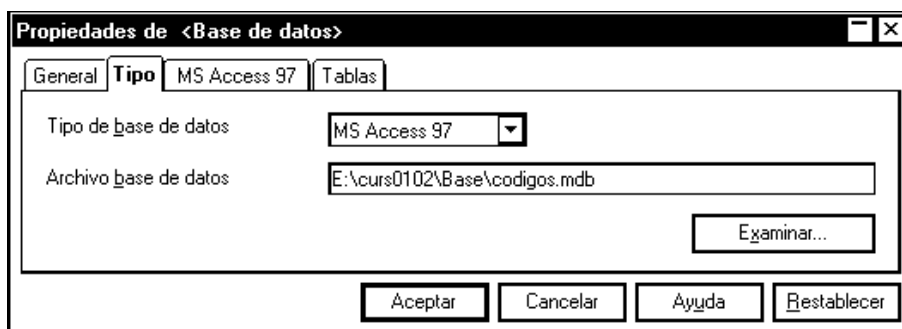 Propiedades de <Base de datos>
General Tipo MS Access 97 Tablas
Tipo de base de datos MS Access 97
Archivo base de datos E:\curs0102\Base\codigos.mdb
Examinar...
Aceptar Cancelar Ayuda Restablecer